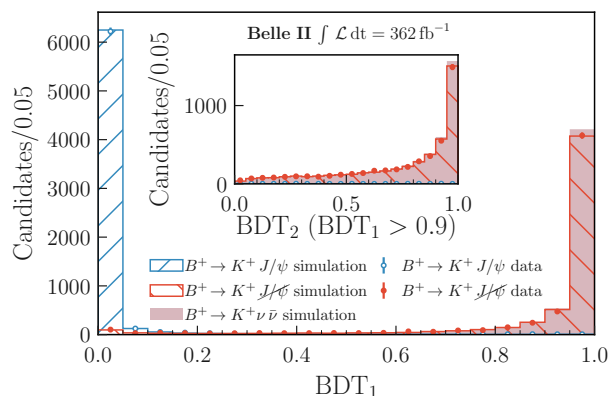 Belle II ∫ ℒ dt = 362 fb⁻¹
Candidates/0.05
6000
5000
4000
3000
2000
1000
0
0.0 0.2 0.4 0.6 0.8 1.0
BDT₁
Candidates/0.05
1000
0
0.0 0.5 1.0
BDT₂ (BDT₁ > 0.9)
B⁺→ K⁺ J/ψ simulation
B⁺→ K⁺ J̸/̸ψ̸ simulation
B⁺→ K⁺ν ν̄ simulation
B⁺→ K⁺ J/ψ data
B⁺→ K⁺ J̸/̸ψ̸ data